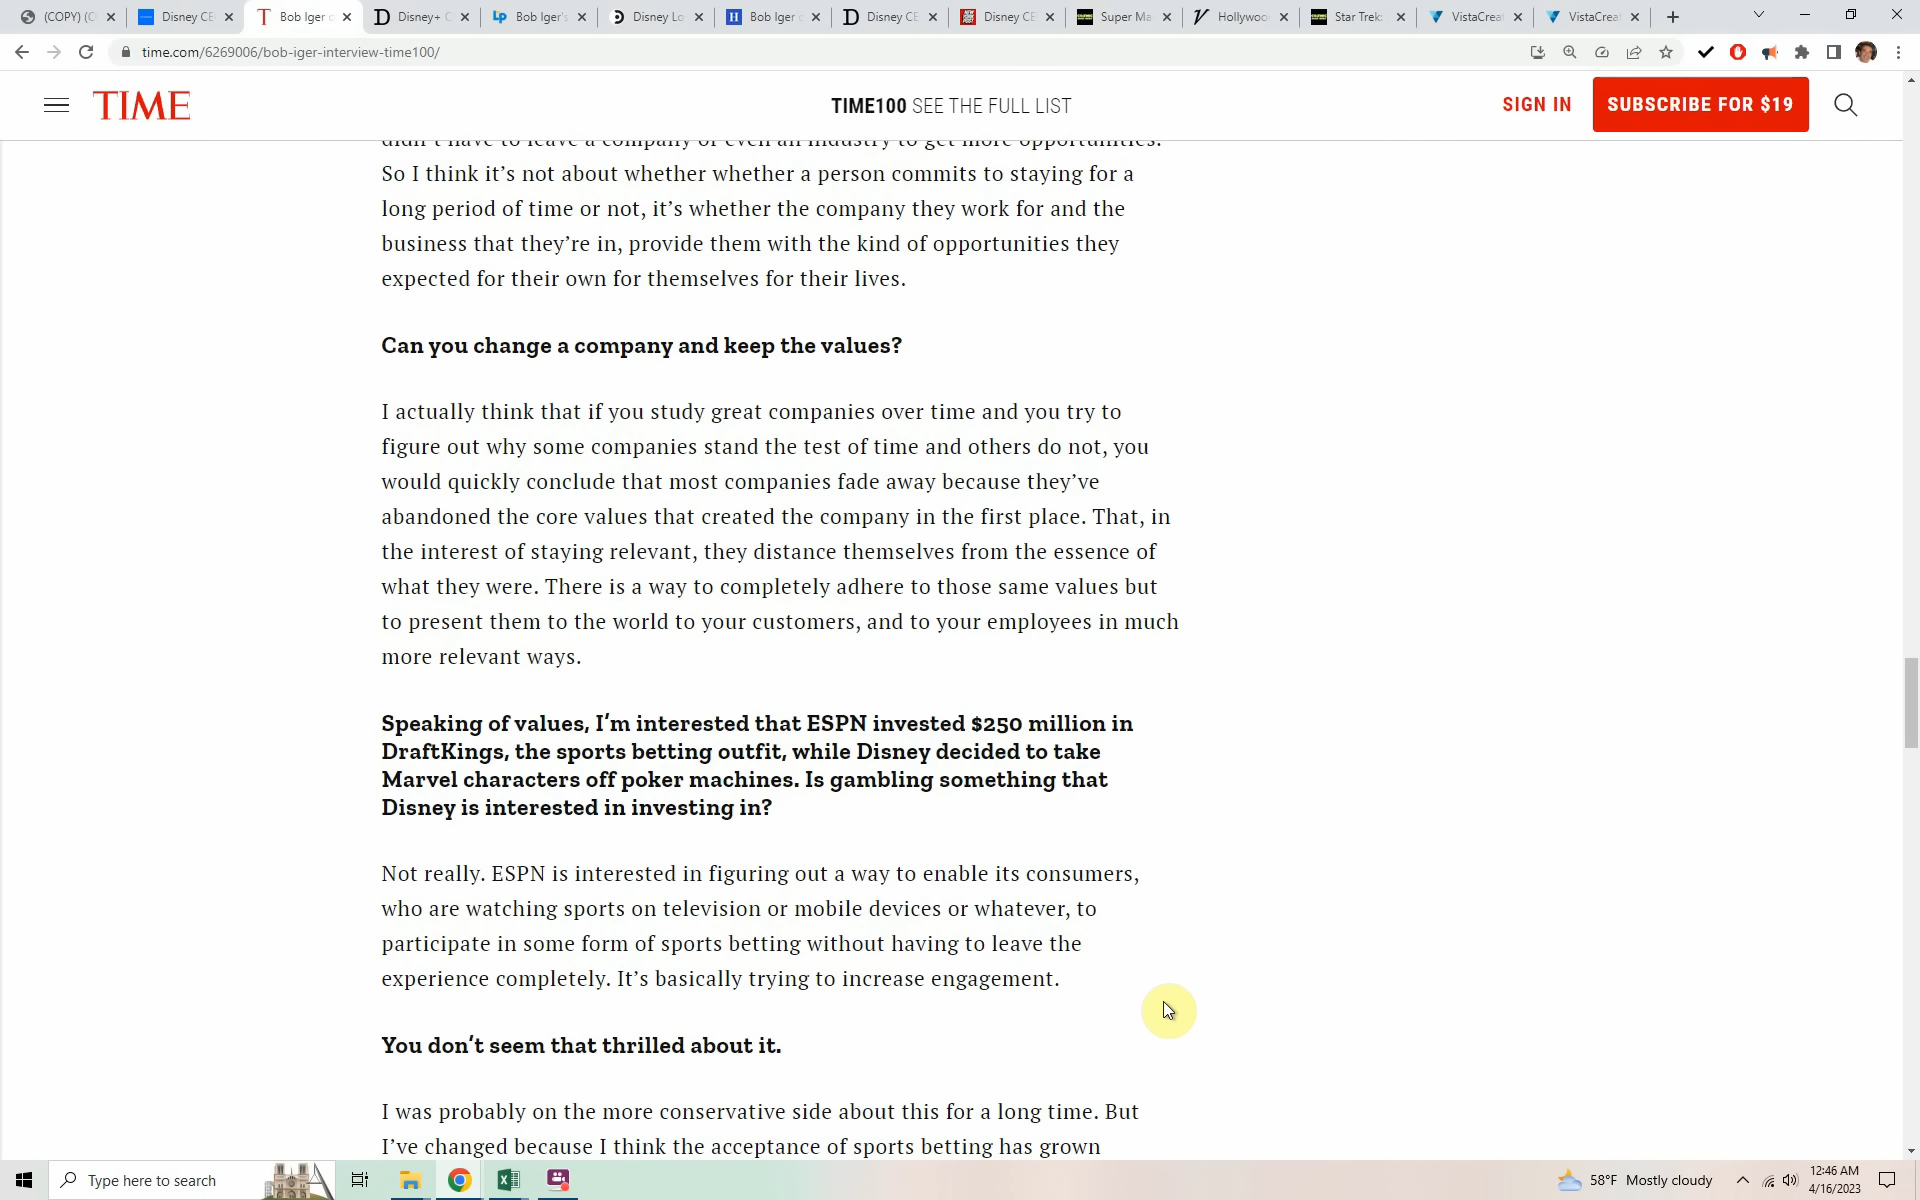 (COPY) (C
Disney CE
Bob Iger o
Disney+ C
Bob Iger's
Disney Lo
Bob Iger o
Disney CE
Disney CE
Super Ma
Hollywoo
Star Trek:
VistaCreat
VistaCreat
time.com/6269006/bob-iger-interview-time100/
TIME
TIME100 SEE THE FULL LIST
SIGN IN
SUBSCRIBE FOR $19
didn't have to leave a company or even an industry to get more opportunities.
So I think it's not about whether whether a person commits to staying for a
long period of time or not, it's whether the company they work for and the
business that they're in, provide them with the kind of opportunities they
expected for their own for themselves for their lives.
Can you change a company and keep the values?
I actually think that if you study great companies over time and you try to
figure out why some companies stand the test of time and others do not, you
would quickly conclude that most companies fade away because they've
abandoned the core values that created the company in the first place. That, in
the interest of staying relevant, they distance themselves from the essence of
what they were. There is a way to completely adhere to those same values but
to present them to the world to your customers, and to your employees in much
more relevant ways.
Speaking of values, I'm interested that ESPN invested $250 million in
DraftKings, the sports betting outfit, while Disney decided to take
Marvel characters off poker machines. Is gambling something that
Disney is interested in investing in?
Not really. ESPN is interested in figuring out a way to enable its consumers,
who are watching sports on television or mobile devices or whatever, to
participate in some form of sports betting without having to leave the
experience completely. It's basically trying to increase engagement.
You don't seem that thrilled about it.
I was probably on the more conservative side about this for a long time. But
I've changed because I think the acceptance of sports betting has grown
Type here to search
58°F Mostly cloudy
12:46 AM
4/16/2023